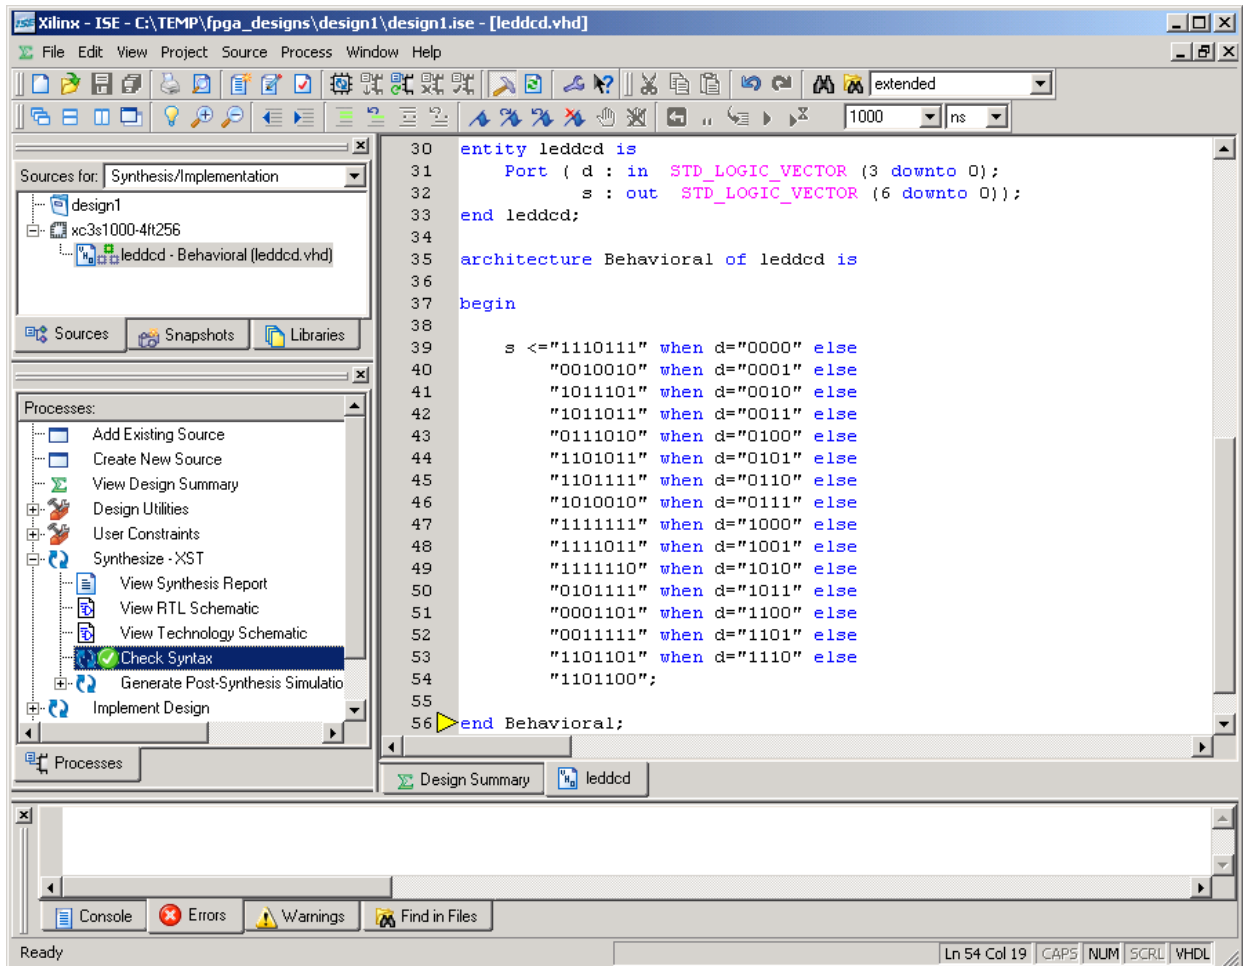 Xilinx - ISE - C:\TEMP\fpga_designs\design1\design1.ise - [leddcd.vhd]
File Edit View Project Source Process Window Help
extended
1000 ns
Sources for: Synthesis/Implementation
design1
xc3s1000-4ft256
leddcd - Behavioral (leddcd.vhd)
Sources Snapshots Libraries
Processes:
Add Existing Source
Create New Source
View Design Summary
Design Utilities
User Constraints
Synthesize - XST
View Synthesis Report
View RTL Schematic
View Technology Schematic
Check Syntax
Generate Post-Synthesis Simulatio
Implement Design
Processes
30 entity leddcd is
31 Port ( d : in STD_LOGIC_VECTOR (3 downto 0);
32 s : out STD_LOGIC_VECTOR (6 downto 0));
33 end leddcd;
34
35 architecture Behavioral of leddcd is
36
37 begin
38
39 s <="1110111" when d="0000" else
40 "0010010" when d="0001" else
41 "1011101" when d="0010" else
42 "1011011" when d="0011" else
43 "0111010" when d="0100" else
44 "1101011" when d="0101" else
45 "1101111" when d="0110" else
46 "1010010" when d="0111" else
47 "1111111" when d="1000" else
48 "1111011" when d="1001" else
49 "1111110" when d="1010" else
50 "0101111" when d="1011" else
51 "0001101" when d="1100" else
52 "0011111" when d="1101" else
53 "1101101" when d="1110" else
54 "1101100";
55
56 end Behavioral;
Design Summary leddcd
Console Errors Warnings Find in Files
Ready Ln 54 Col 19 CAPS NUM SCRL VHDL